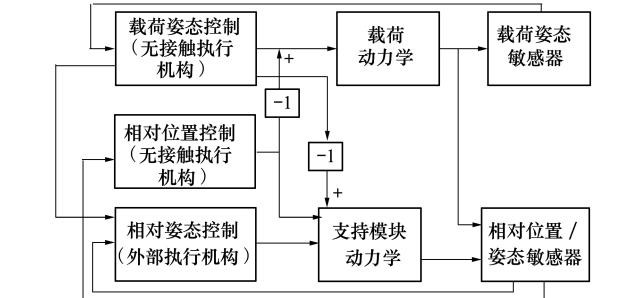 载荷姿态控制
(无接触执行
机构)
载荷
动力学
载荷姿态
敏感器
+
-1
相对位置控制
(无接触执行
机构)
-1
+
相对姿态控制
(外部执行机构)
支持模块
动力学
相对位置/
姿态敏感器